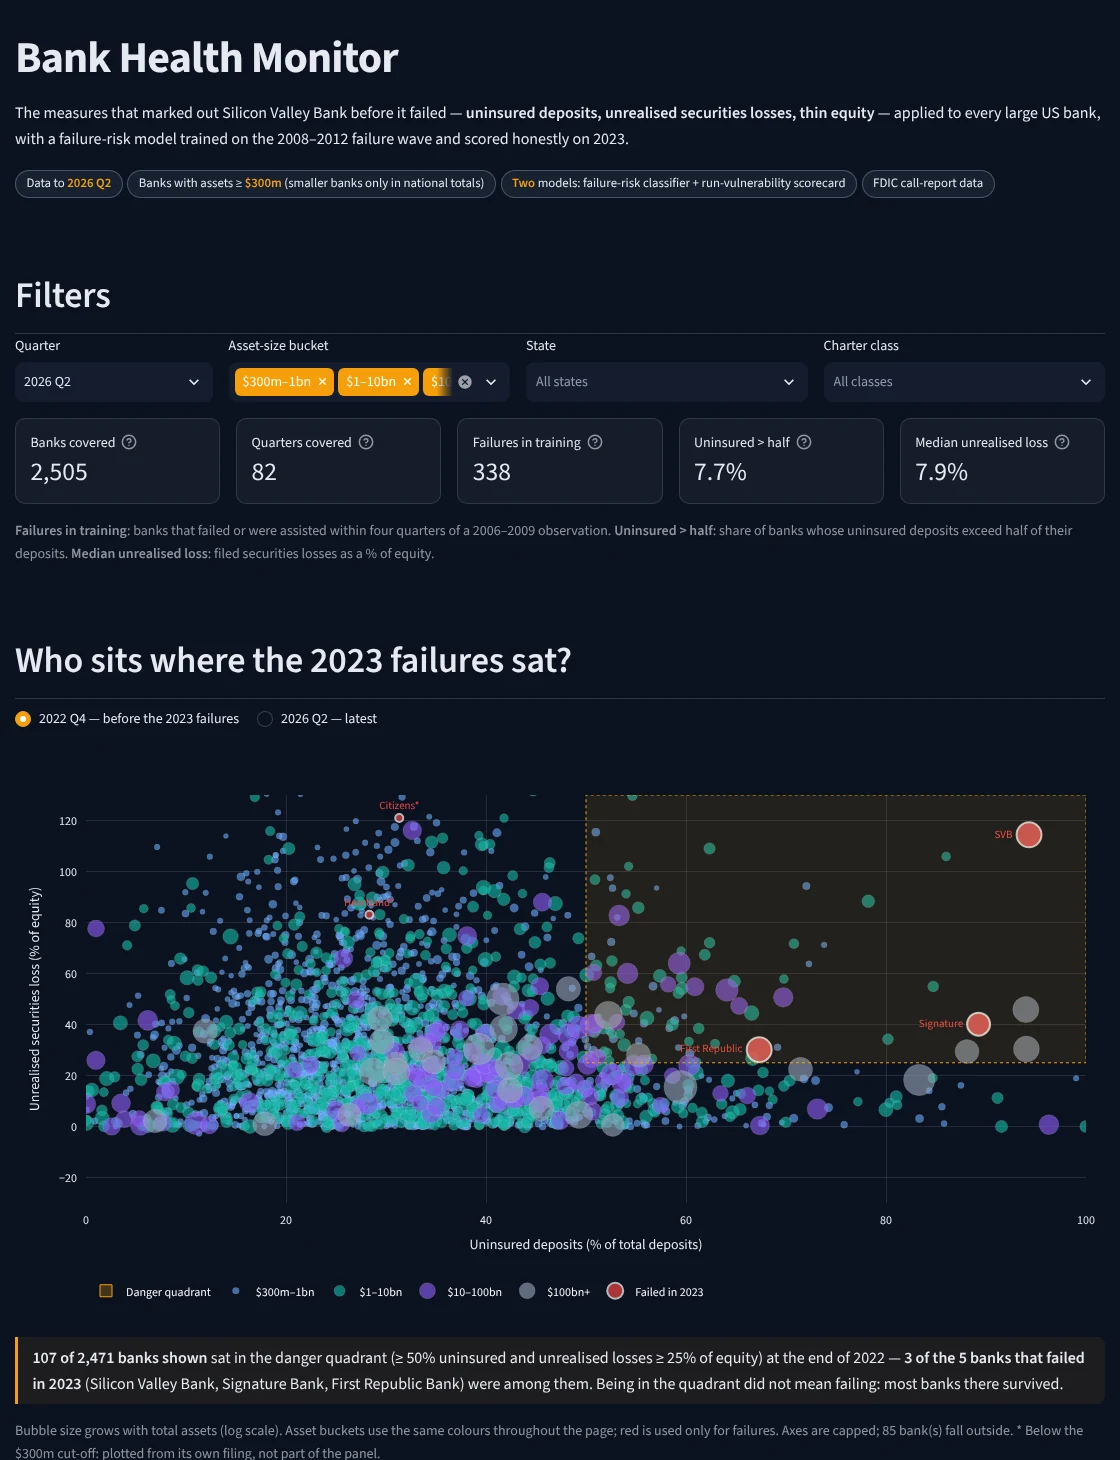 Bank Health Monitor
The measures that marked out Silicon Valley Bank before it failed — uninsured deposits, unrealised securities losses, thin equity — applied to every large US bank,
with a failure-risk model trained on the 2008–2012 failure wave and scored honestly on 2023.
Data to 2026 Q2
Banks with assets ≥ $300m (smaller banks only in national totals)
Two models: failure-risk classifier + run-vulnerability scorecard
FDIC call-report data
Filters
Quarter
Asset-size bucket
State
Charter class
2026 Q2
$300m–1bn ×
$1–10bn ×
All states
All classes
Banks covered ?
2,505
Quarters covered ?
82
Failures in training ?
338
Uninsured > half ?
7.7%
Median unrealised loss ?
7.9%
Failures in training: banks that failed or were assisted within four quarters of a 2006–2009 observation. Uninsured > half: share of banks whose uninsured deposits exceed half of their
deposits. Median unrealised loss: filed securities losses as a % of equity.
Who sits where the 2023 failures sat?
2022 Q4 — before the 2023 failures
2026 Q2 — latest
Citizens*
SVB
Signature
First Republic
120
100
80
60
40
20
0
−20
Unrealised securities loss (% of equity)
0
20
40
60
80
100
Uninsured deposits (% of total deposits)
Danger quadrant
$300m–1bn
$1–10bn
$10–100bn
$100bn+
Failed in 2023
107 of 2,471 banks shown sat in the danger quadrant (≥ 50% uninsured and unrealised losses ≥ 25% of equity) at the end of 2022 — 3 of the 5 banks that failed
in 2023 (Silicon Valley Bank, Signature Bank, First Republic Bank) were among them. Being in the quadrant did not mean failing: most banks there survived.
Bubble size grows with total assets (log scale). Asset buckets use the same colours throughout the page; red is used only for failures. Axes are capped; 85 bank(s) fall outside. * Below the
$300m cut-off: plotted from its own filing, not part of the panel.